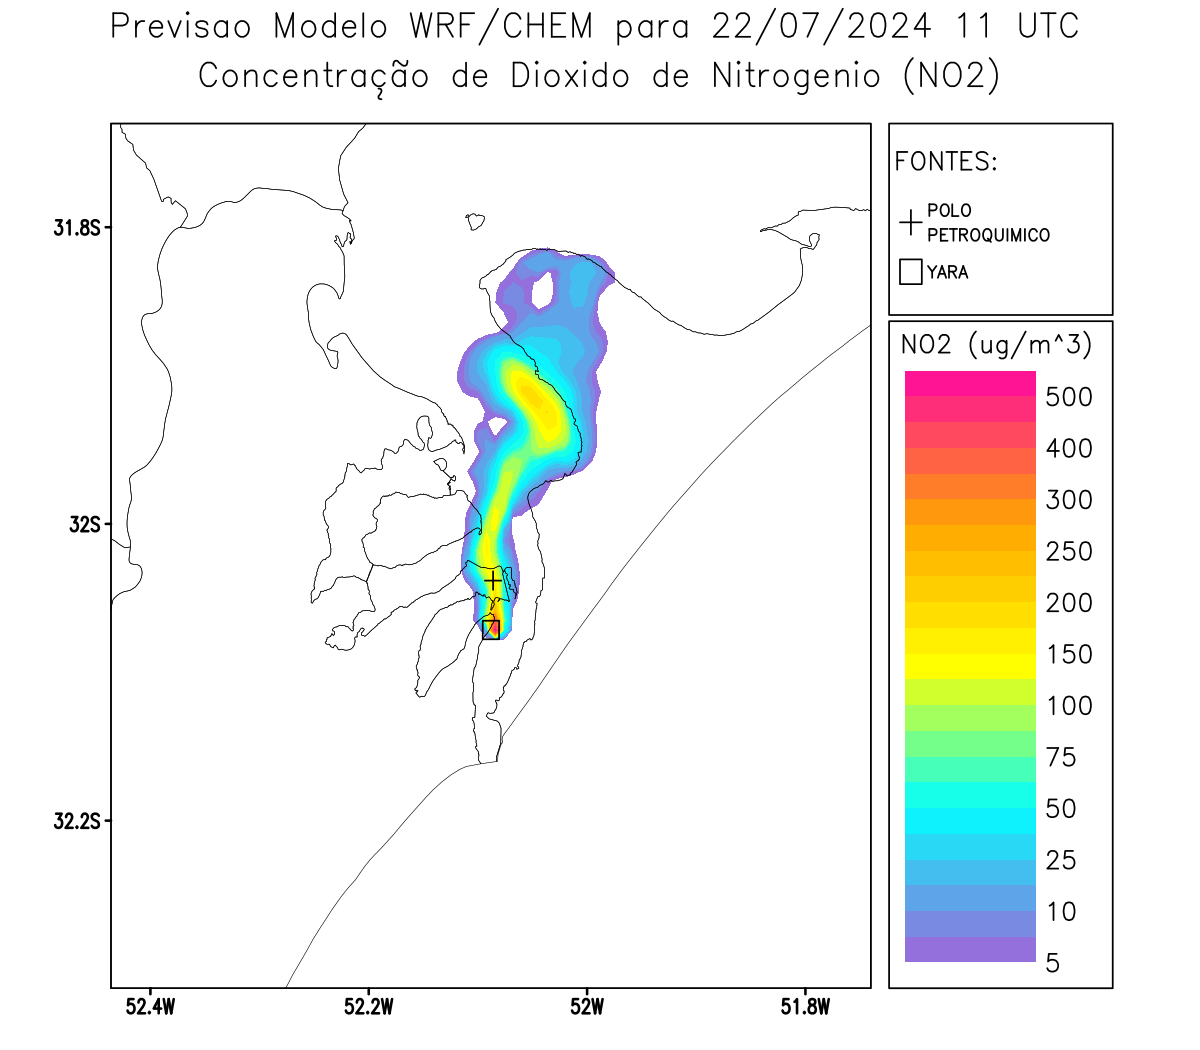 Previsao Modelo WRF/CHEM para 22/07/2024 11 UTC
Concentração de Dioxido de Nitrogenio (NO2)
FONTES:
POLO
PETROQUIMICO
YARA
31.8S
32S
32.2S
52.4W
52.2W
52W
51.8W
NO2 (ug/m^3)
500
400
300
250
200
150
100
75
50
25
10
5